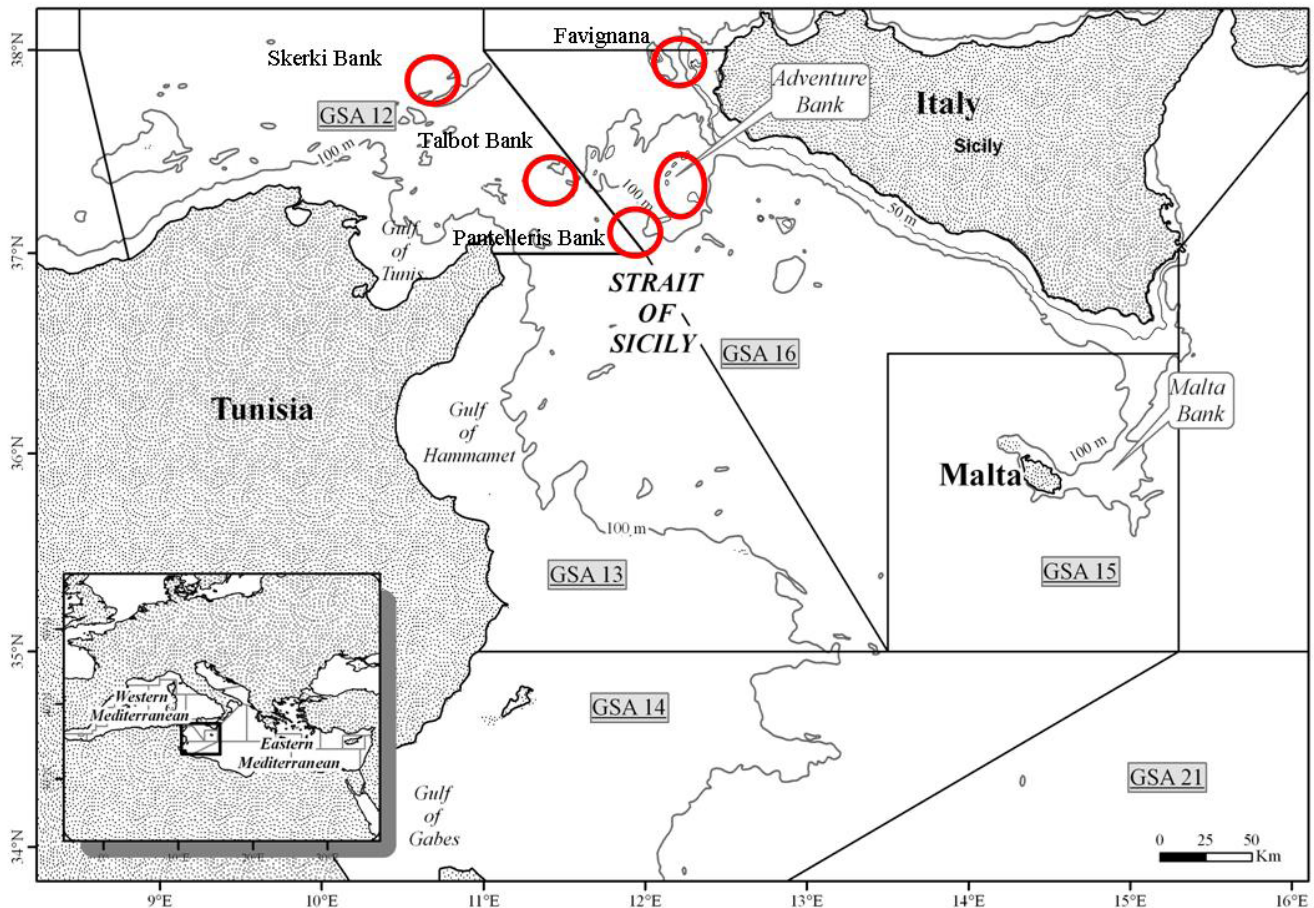 Favignana
Skerki Bank
Adventure
Bank
Italy
Sicily
GSA 12
Talbot Bank
100 m
100 m
50 m
Gulf
of
Tunis
Pantelleris Bank
STRAIT
OF
SICILY
GSA 16
Tunisia
Gulf
of
Hammamet
Malta
Bank
100 m
Malta
100 m
GSA 13
GSA 15
Western
Mediterranean
Eastern
Mediterranean
GSA 14
GSA 21
Gulf
of
Gabes
0 25 50
Km
38°N
37°N
36°N
35°N
34°N
9°E 10°E 11°E 12°E 13°E 14°E 15°E 16°E